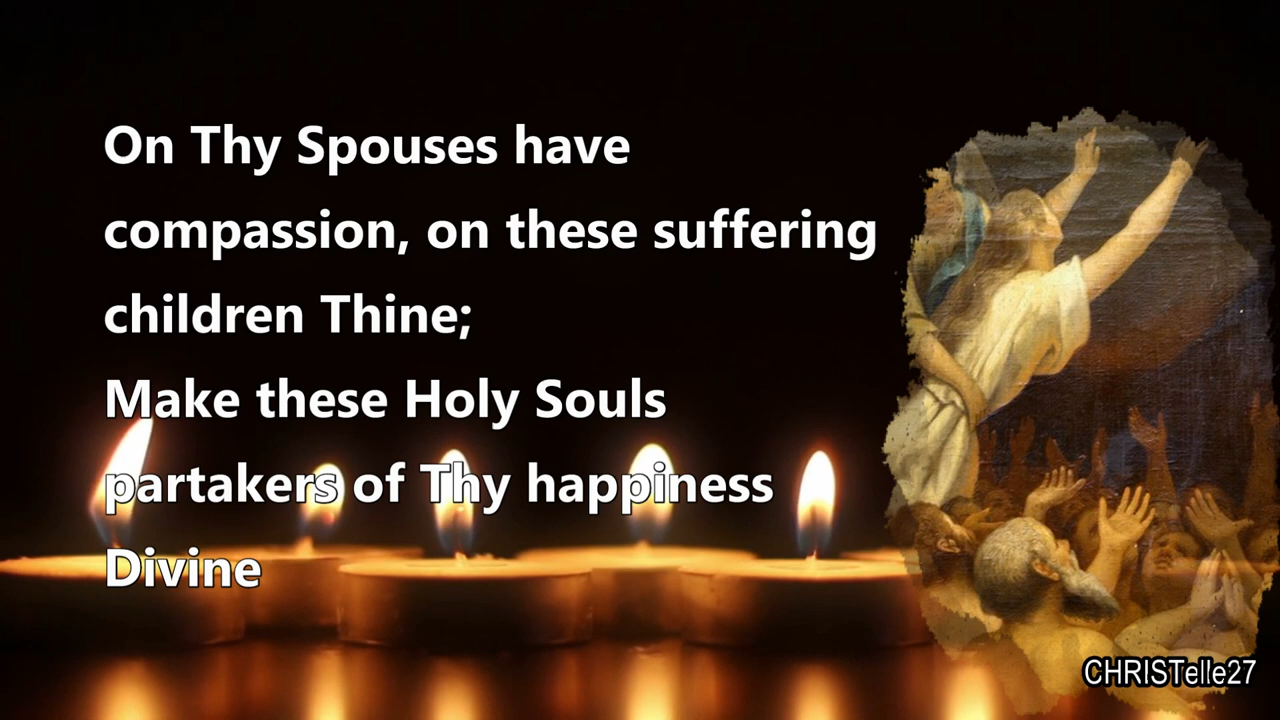 On Thy Spouses have
compassion, on these suffering
children Thine;
Make these Holy Souls
partakers of Thy happiness
Divine
CHRISTelle27